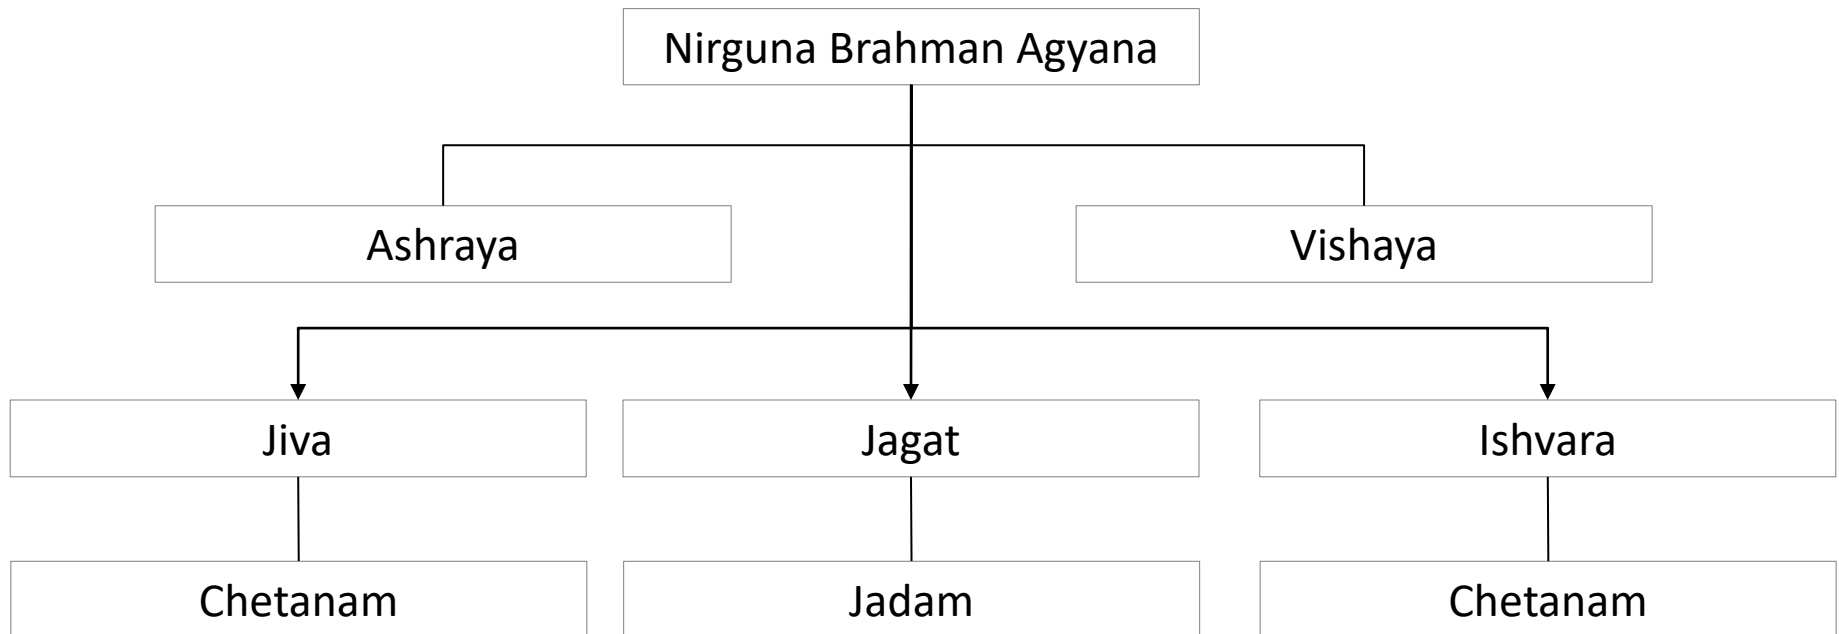 Nirguna Brahman Agyana
Ashraya
Vishaya
Jiva
Jagat
Ishvara
Chetanam
Jadam
Chetanam